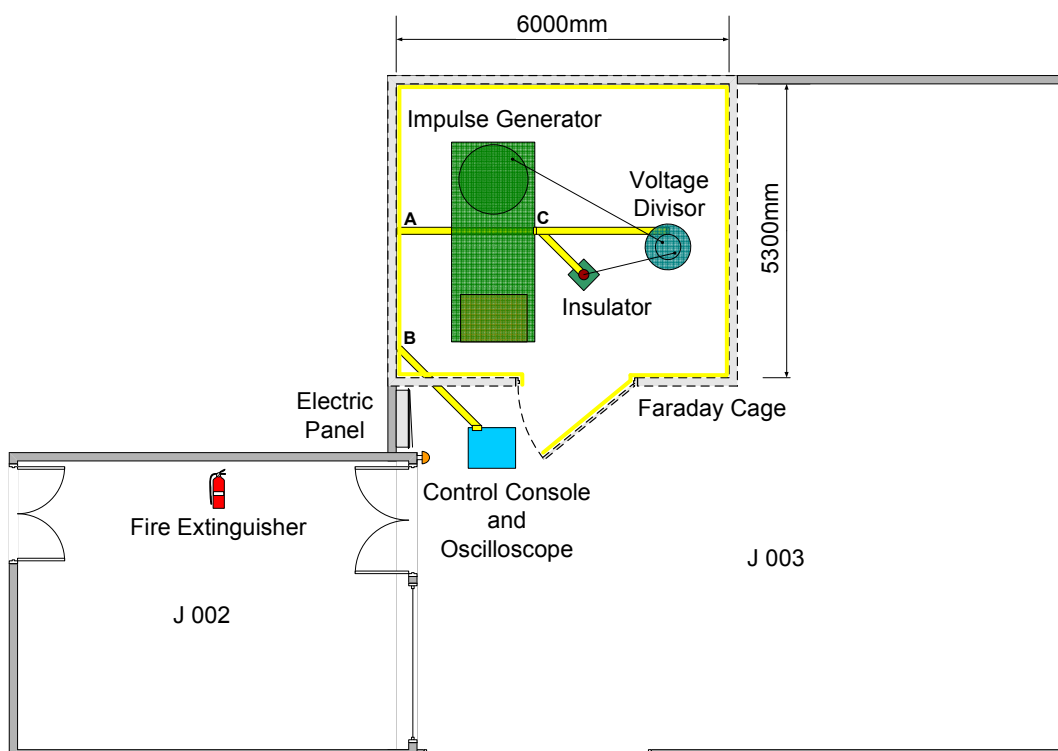 6000mm
Impulse Generator
Voltage
Divisor
A
C
5300mm
Insulator
B
Electric
Panel
Faraday Cage
Control Console
and
Oscilloscope
Fire Extinguisher
J 003
J 002